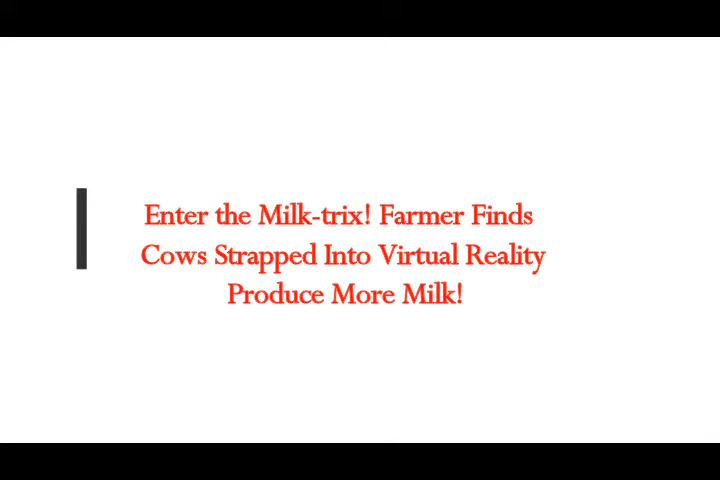 Enter the Milk-trix! Farmer Finds
Cows Strapped Into Virtual Reality
Produce More Milk!